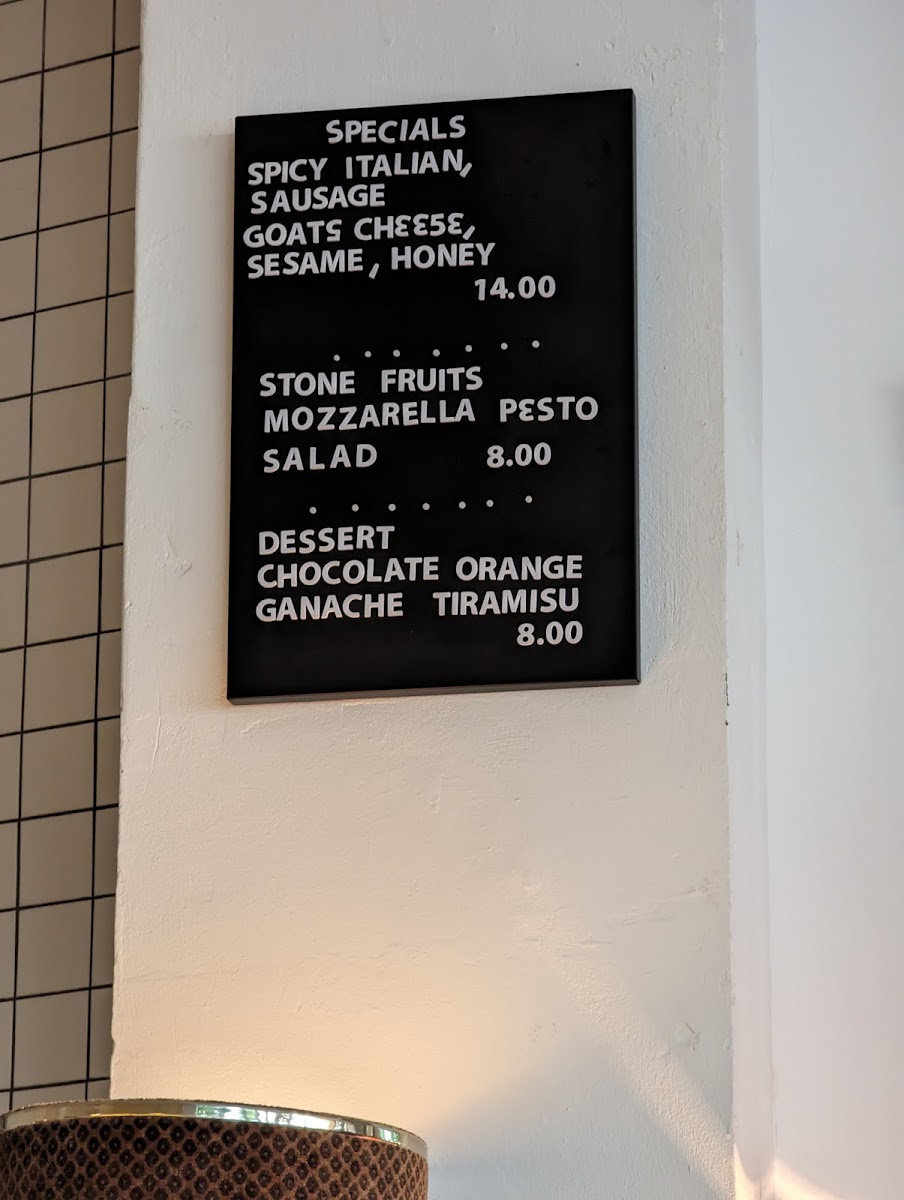 SPECIALS
SPICY ITALIAN,
SAUSAGE
GOATS CHEE5E,
SESAME, HONEY
14.00
. . . . . . .
STONE FRUITS
MOZZARELLA PESTO
SALAD 8.00
. . . . . . .
DESSERT
CHOCOLATE ORANGE
GANACHE TIRAMISU
8.00